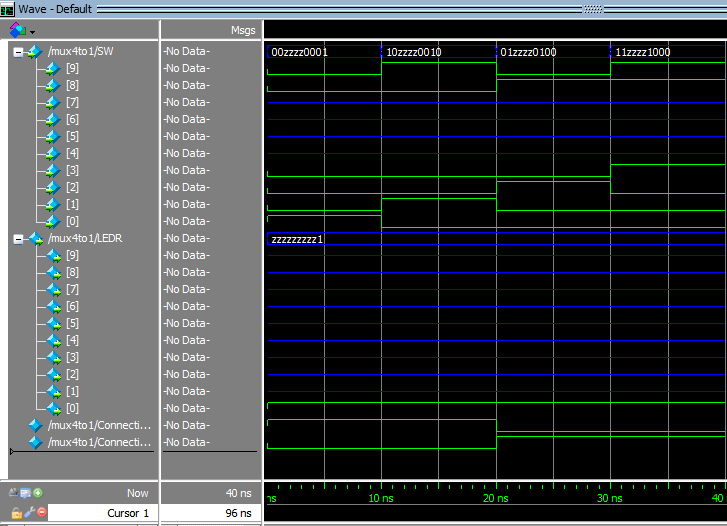 Wave - Default
Msgs
/mux4to1/SW -No Data- 00zzzz0001 10zzzz0010 01zzzz0100 11zzzz1000
[9] -No Data-
[8] -No Data-
[7] -No Data-
[6] -No Data-
[5] -No Data-
[4] -No Data-
[3] -No Data-
[2] -No Data-
[1] -No Data-
[0] -No Data-
/mux4to1/LEDR -No Data- zzzzzzzzz1
[9] -No Data-
[8] -No Data-
[7] -No Data-
[6] -No Data-
[5] -No Data-
[4] -No Data-
[3] -No Data-
[2] -No Data-
[1] -No Data-
[0] -No Data-
/mux4to1/Connecti... -No Data-
/mux4to1/Connecti... -No Data-
Now 40 ns ns 10 ns 20 ns 30 ns 40
Cursor 1 96 ns